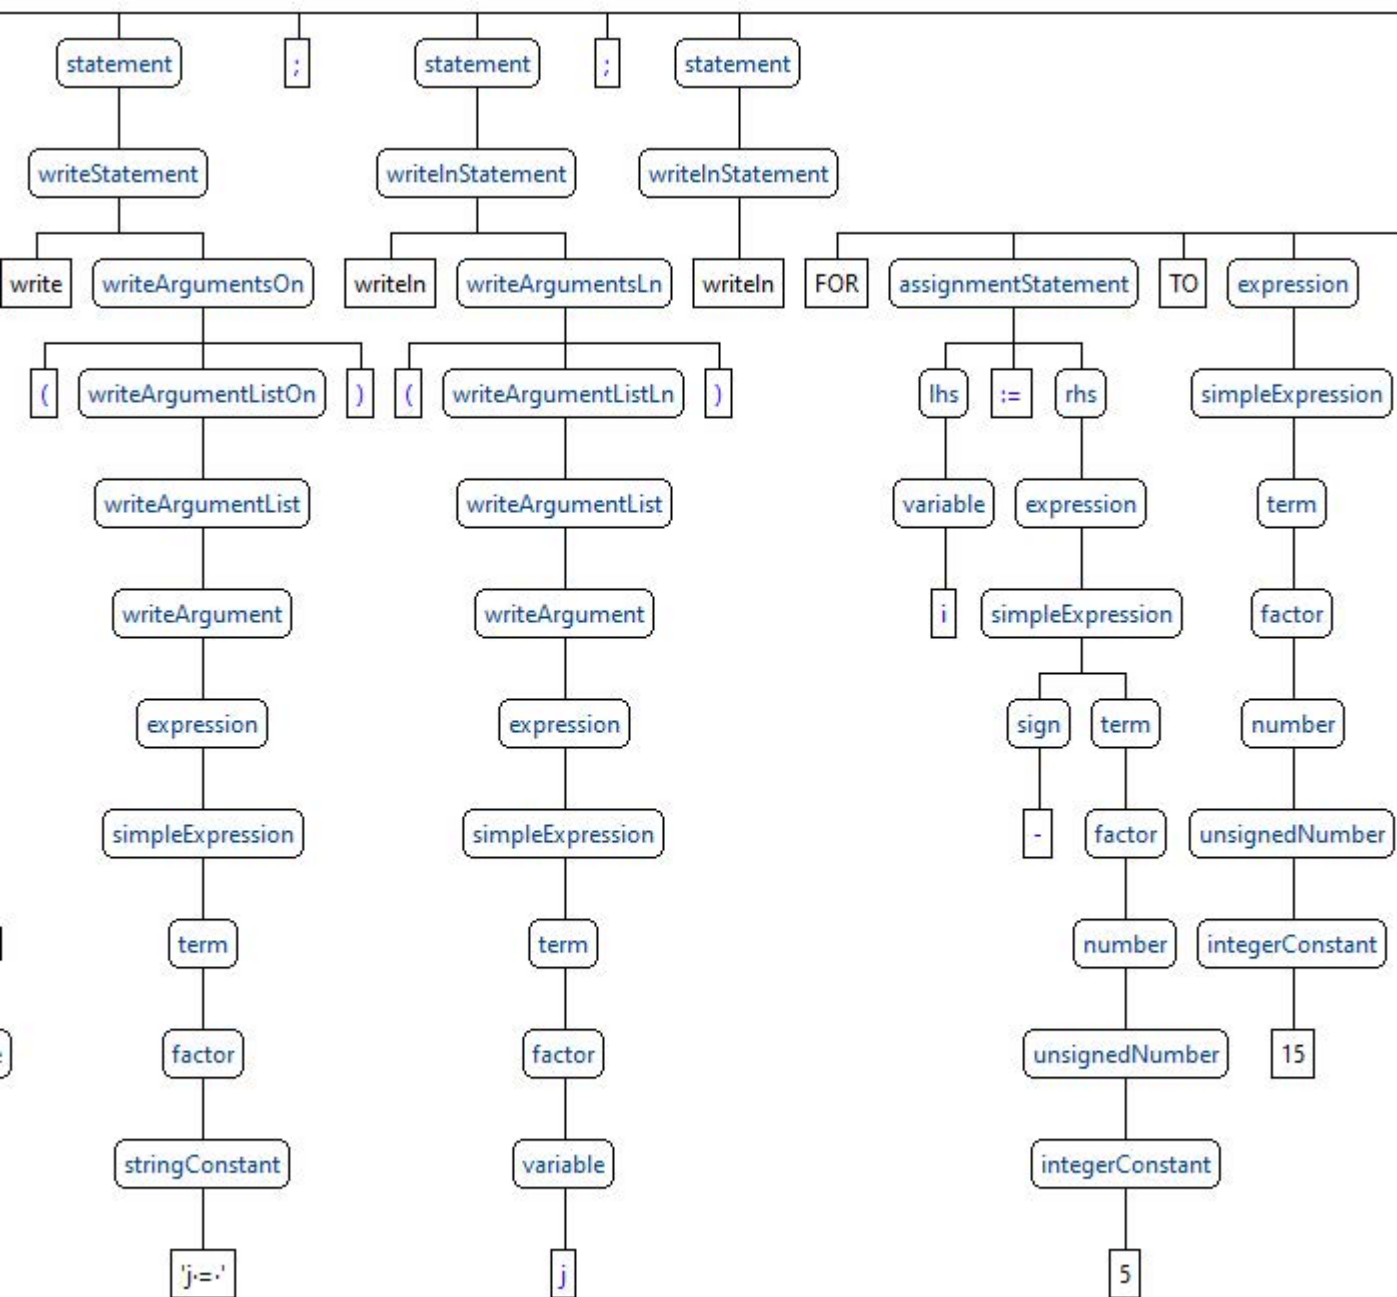 statement ; statement ; statement
writeStatement writelnStatement writelnStatement
write writeArgumentsOn writeln writeArgumentsLn writeln FOR assignmentStatement TO expression
( writeArgumentListOn ) ( writeArgumentListLn ) lhs := rhs simpleExpression
writeArgumentList writeArgumentList variable expression term
writeArgument writeArgument i simpleExpression factor
expression expression sign term number
simpleExpression simpleExpression - factor unsignedNumber
term term number integerConstant
factor factor unsignedNumber 15
stringConstant variable integerConstant
'j·=·' j 5